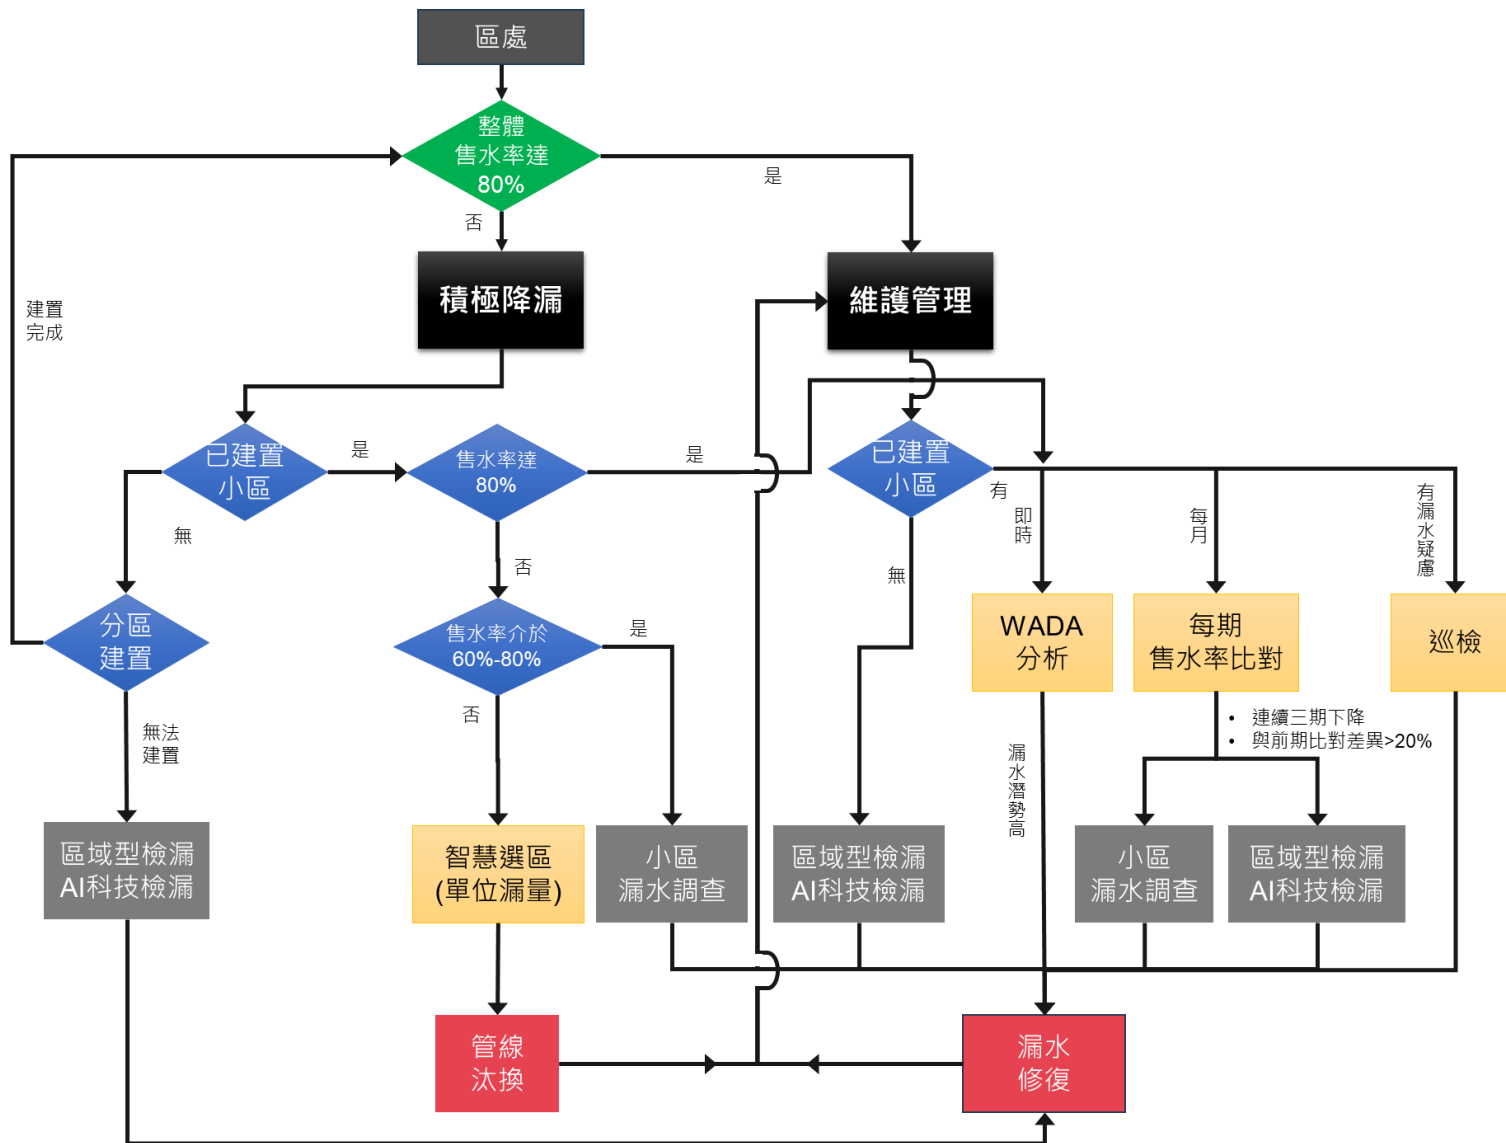 區處
整體
售水率達
80%
是
否
積極降漏
維護管理
建置
完成
已建置
小區
是
售水率達
80%
是
已建置
小區
有
即時
每月
有漏水疑慮
無
否
無
分區
建置
售水率介於
60%-80%
是
WADA
分析
每期
售水率比對
巡檢
否
無法
建置
• 連續三期下降
• 與前期比對差異>20%
漏水潛勢高
區域型檢漏
AI科技檢漏
智慧選區
(單位漏量)
小區
漏水調查
區域型檢漏
AI科技檢漏
小區
漏水調查
區域型檢漏
AI科技檢漏
管線
汰換
漏水
修復